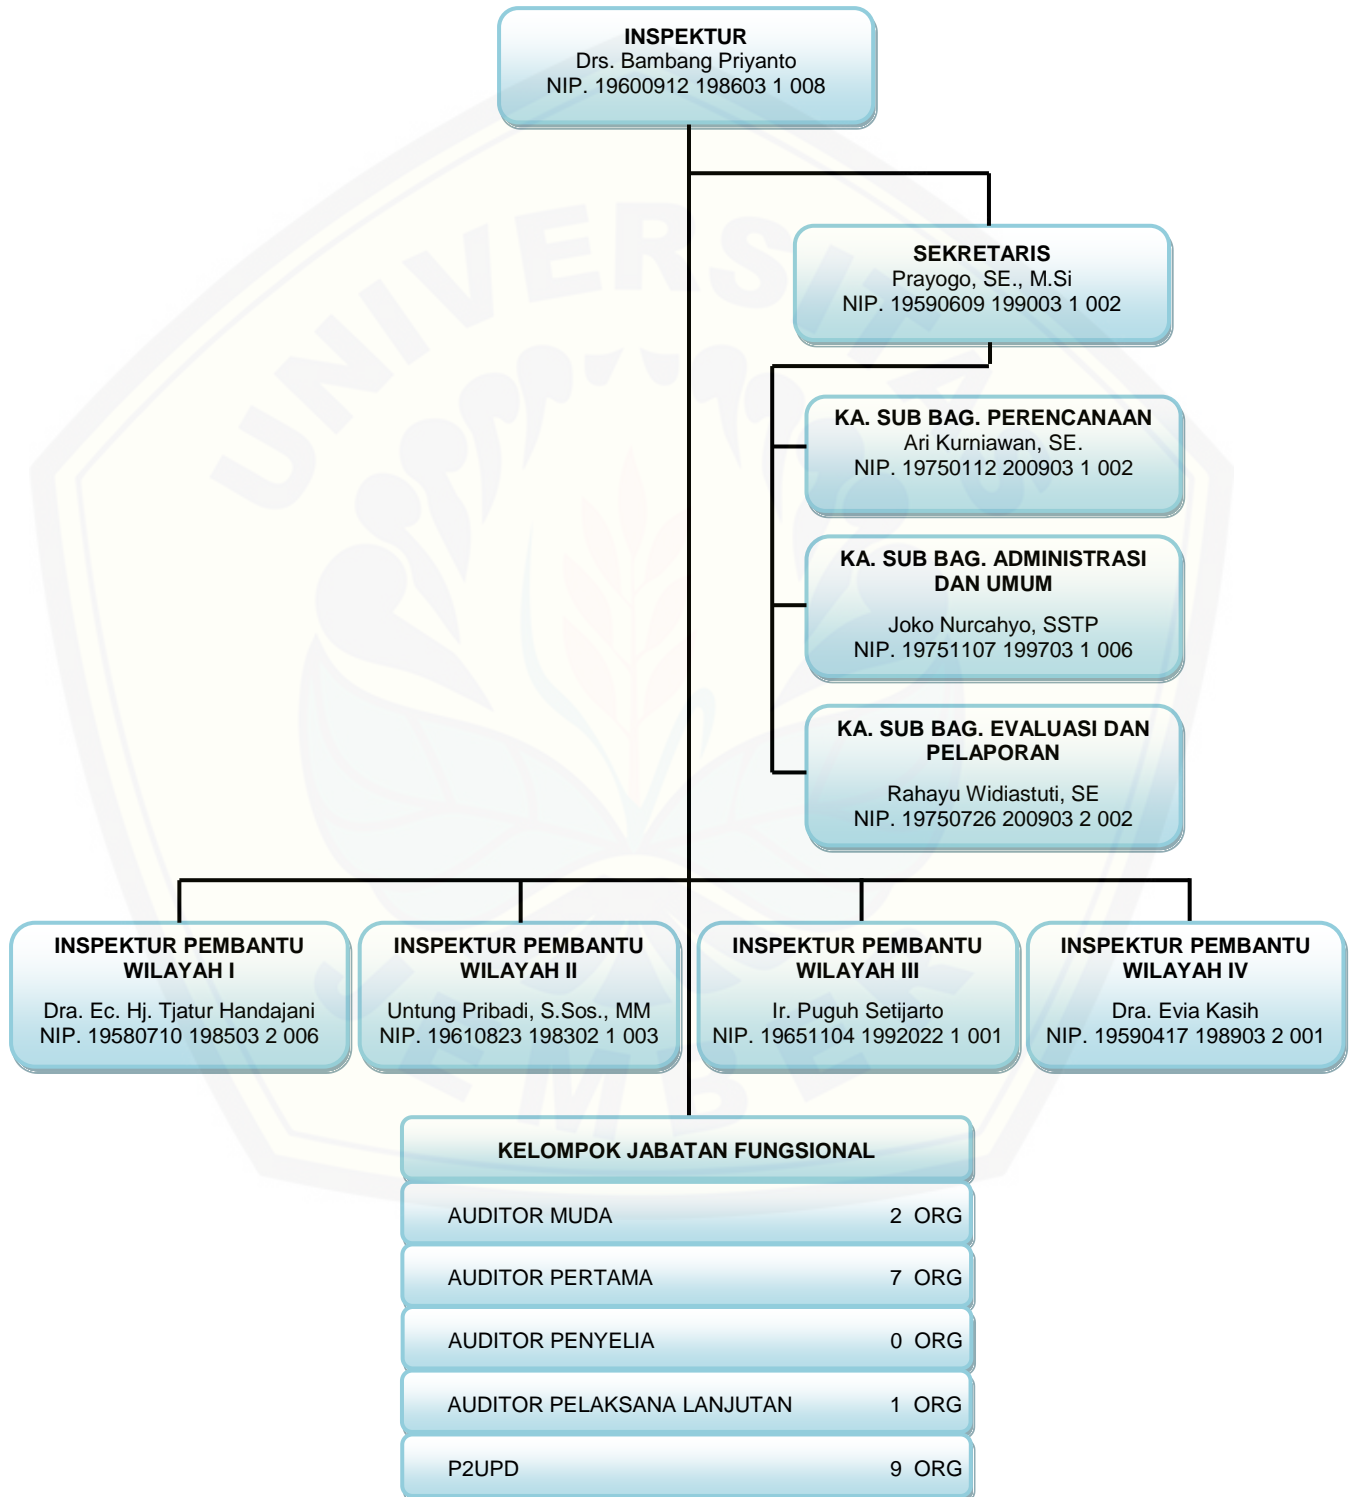 INSPEKTUR
Drs. Bambang Priyanto
NIP. 19600912 198603 1 008
SEKRETARIS
Prayogo, SE., M.Si
NIP. 19590609 199003 1 002
KA. SUB BAG. PERENCANAAN
Ari Kurniawan, SE.
NIP. 19750112 200903 1 002
KA. SUB BAG. ADMINISTRASI
DAN UMUM
Joko Nurcahyo, SSTP
NIP. 19751107 199703 1 006
KA. SUB BAG. EVALUASI DAN
PELAPORAN
Rahayu Widiastuti, SE
NIP. 19750726 200903 2 002
INSPEKTUR PEMBANTU
WILAYAH I
Dra. Ec. Hj. Tjatur Handajani
NIP. 19580710 198503 2 006
INSPEKTUR PEMBANTU
WILAYAH II
Untung Pribadi, S.Sos., MM
NIP. 19610823 198302 1 003
INSPEKTUR PEMBANTU
WILAYAH III
Ir. Puguh Setijarto
NIP. 19651104 1992022 1 001
INSPEKTUR PEMBANTU
WILAYAH IV
Dra. Evia Kasih
NIP. 19590417 198903 2 001
KELOMPOK JABATAN FUNGSIONAL
AUDITOR MUDA 2 ORG
AUDITOR PERTAMA 7 ORG
AUDITOR PENYELIA 0 ORG
AUDITOR PELAKSANA LANJUTAN 1 ORG
P2UPD 9 ORG
UNIVERSITAS
JEMBER